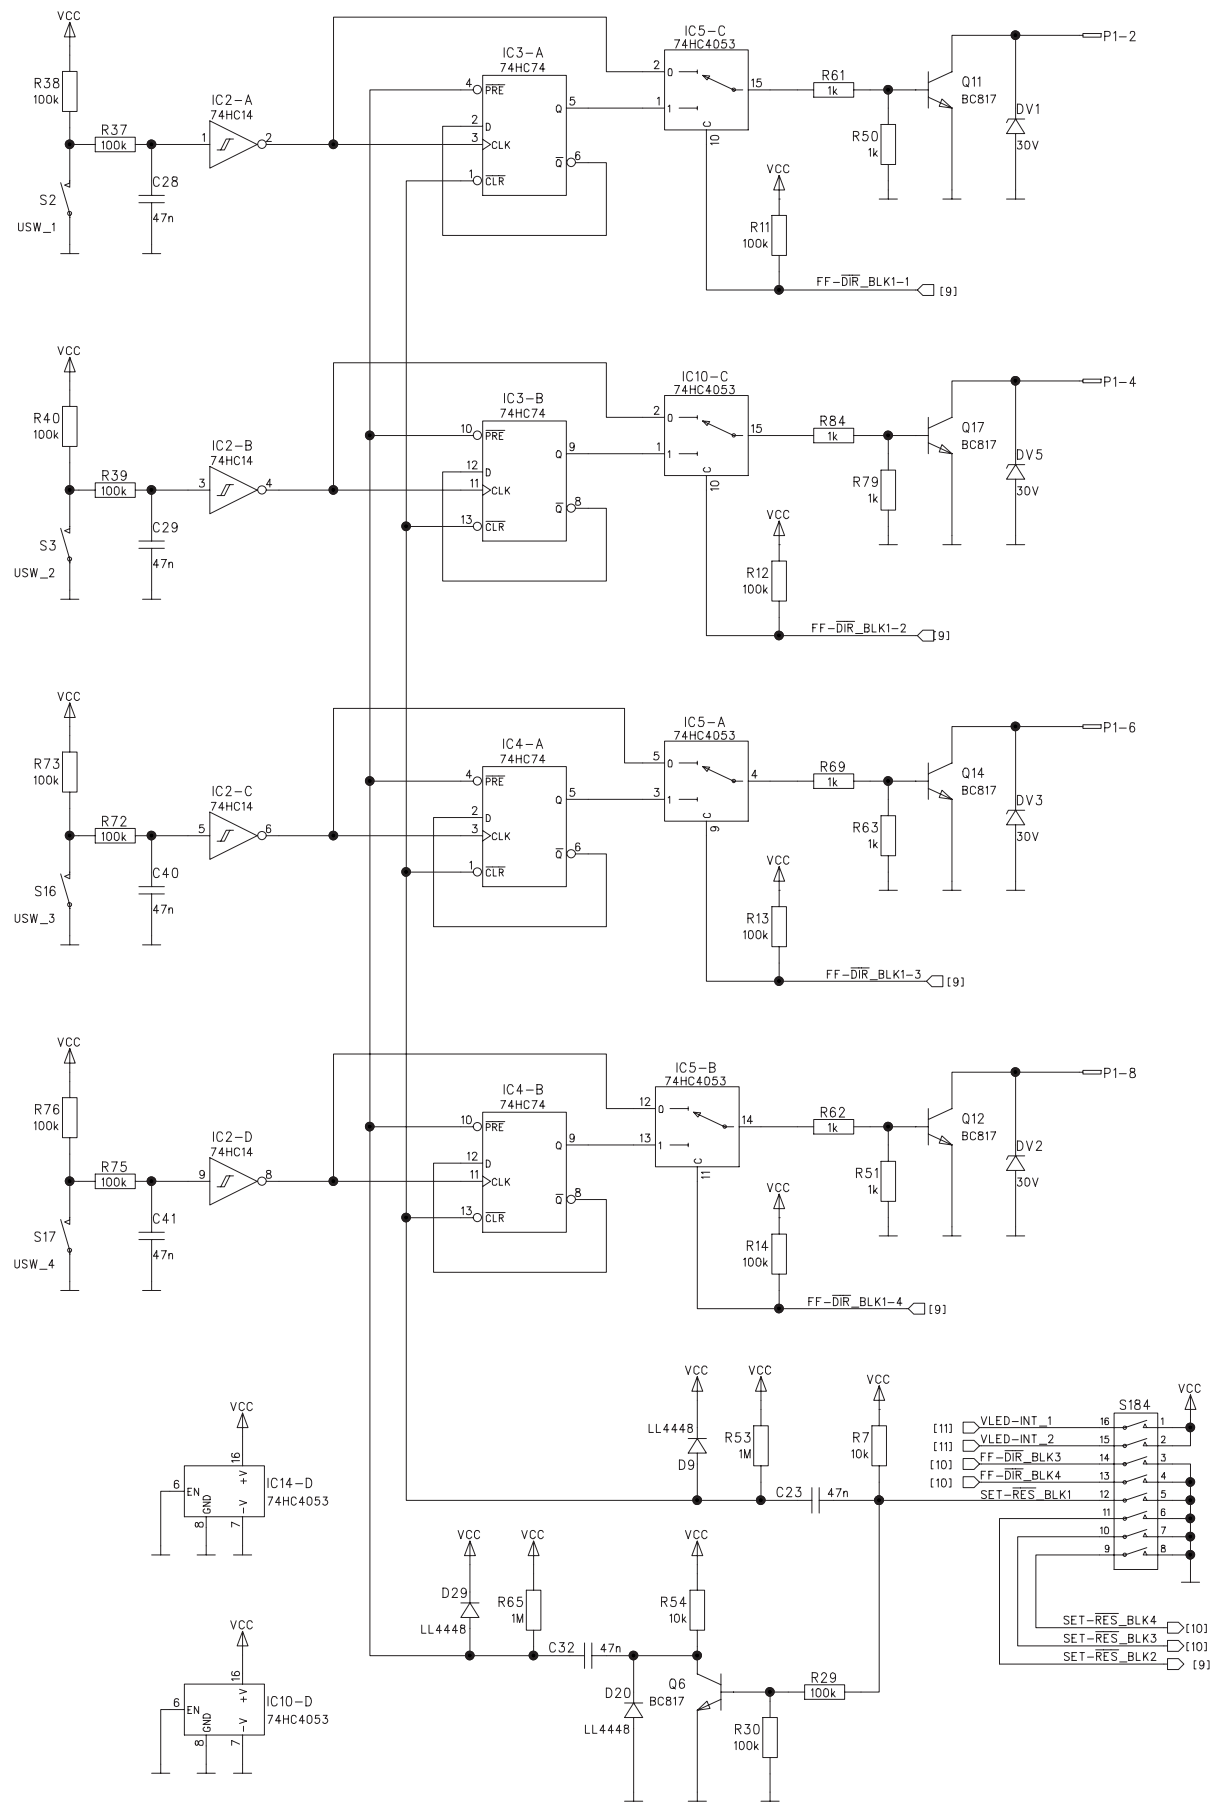 VCC
R38
100k
R37
100k
S2
USW_1
C28
47n
IC2-A
74HC14
1
2
IC3-A
74HC74
4
PRE
2
D
3
CLK
1
CLR
Q
5
Q
6
IC5-C
74HC4053
2
0
1
1
C
10
15
R61
1k
R50
1k
Q11
BC817
DV1
30V
P1-2
VCC
R11
100k
FF-DIR_BLK1-1
[9]
VCC
R40
100k
R39
100k
S3
USW_2
C29
47n
IC2-B
74HC14
3
4
IC3-B
74HC74
10
PRE
12
D
11
CLK
13
CLR
Q
9
Q
8
IC10-C
74HC4053
2
0
1
1
C
10
15
R84
1k
R79
1k
Q17
BC817
DV5
30V
P1-4
VCC
R12
100k
FF-DIR_BLK1-2
[9]
VCC
R73
100k
R72
100k
S16
USW_3
C40
47n
IC2-C
74HC14
5
6
IC4-A
74HC74
4
PRE
2
D
3
CLK
1
CLR
Q
5
Q
6
IC5-A
74HC4053
5
0
3
1
C
9
4
R69
1k
R63
1k
Q14
BC817
DV3
30V
P1-6
VCC
R13
100k
FF-DIR_BLK1-3
[9]
VCC
R76
100k
R75
100k
S17
USW_4
C41
47n
IC2-D
74HC14
9
8
IC4-B
74HC74
10
PRE
12
D
11
CLK
13
CLR
Q
9
Q
8
IC5-B
74HC4053
12
0
13
1
C
11
14
R62
1k
R51
1k
Q12
BC817
DV2
30V
P1-8
VCC
R14
100k
FF-DIR_BLK1-4
[9]
VCC
16
6
EN
GND
+V
-V
8
7
IC14-D
74HC4053
VCC
LL4448
D9
VCC
R53
1M
C23
47n
VCC
R7
10k
S184
VCC
[11]
VLED-INT_1
16
1
[11]
VLED-INT_2
15
2
[10]
FF-DIR_BLK3
14
3
[10]
FF-DIR_BLK4
13
4
SET-RES_BLK1
12
5
11
6
10
7
9
8
SET-RES_BLK4
[10]
SET-RES_BLK3
[10]
SET-RES_BLK2
[9]
VCC
16
6
EN
GND
+V
-V
8
7
IC10-D
74HC4053
VCC
D29
LL4448
VCC
R65
1M
C32
47n
VCC
R54
10k
D20
LL4448
Q6
BC817
R29
100k
R30
100k